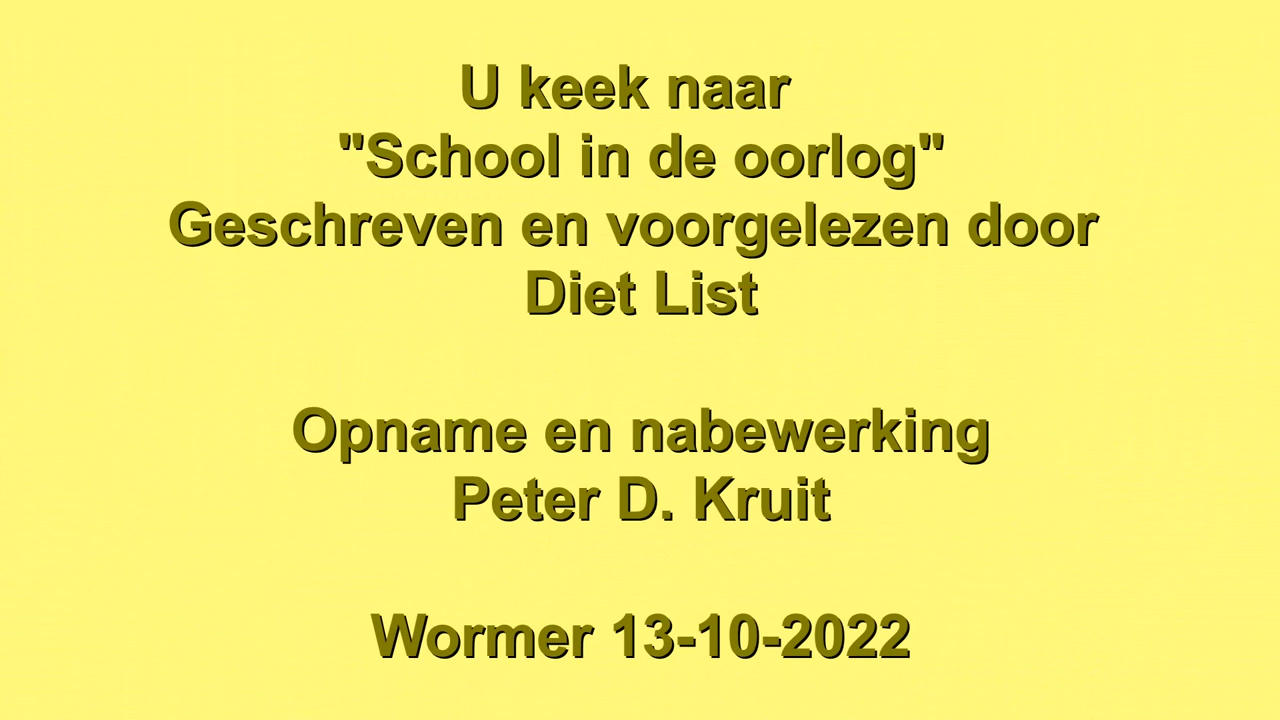 U keek naar
"School in de oorlog"
Geschreven en voorgelezen door
Diet List
Opname en nabewerking
Peter D. Kruit
Wormer 13-10-2022